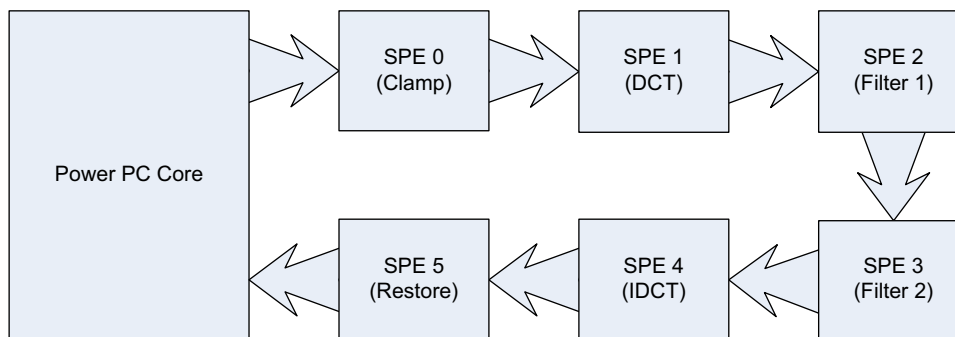 Power PC Core
SPE 0
(Clamp)
SPE 1
(DCT)
SPE 2
(Filter 1)
SPE 3
(Filter 2)
SPE 4
(IDCT)
SPE 5
(Restore)